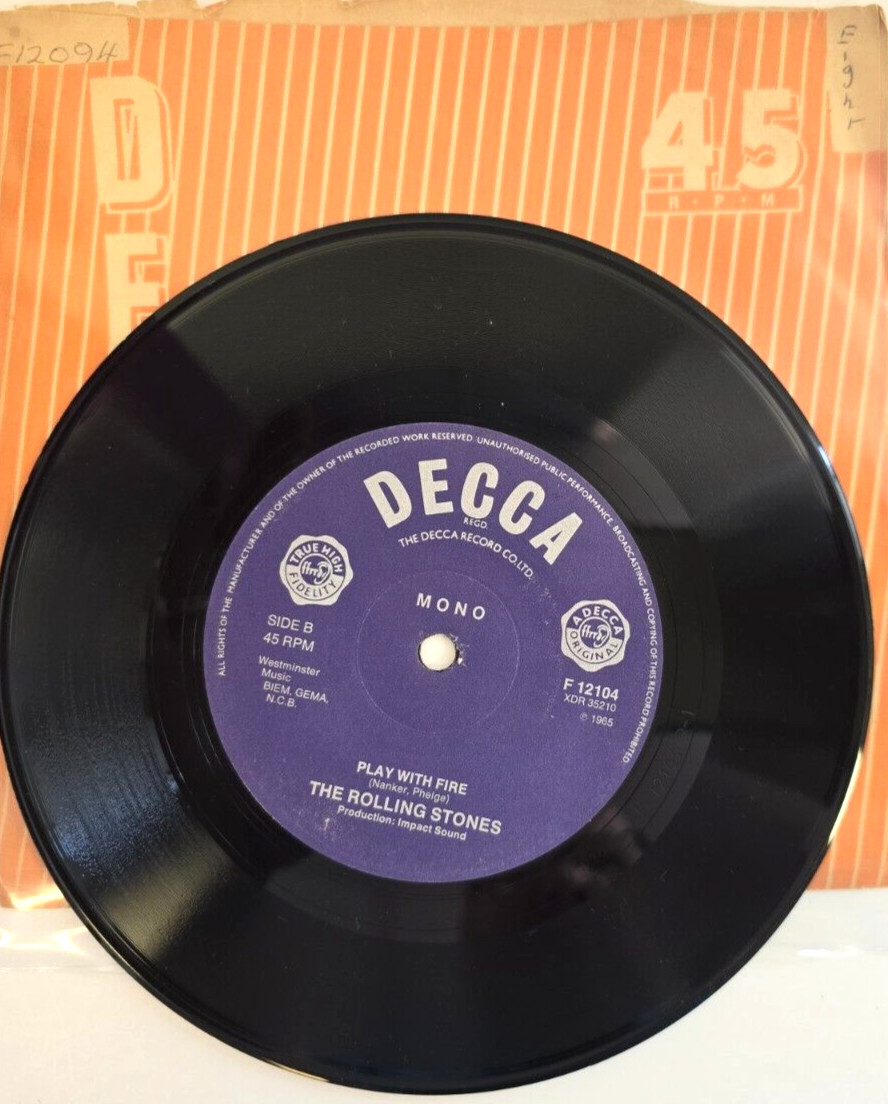 F12094
E
i
g
h
t
D
E
45
R·P·M
ALL RIGHTS OF THE MANUFACTURER AND OF THE OWNER OF THE RECORDED WORK RESERVED. UNAUTHORISED PUBLIC PERFORMANCE, BROADCASTING AND COPYING OF THIS RECORD PROHIBITED.
DECCA
REGD.
THE DECCA RECORD CO. LTD.
TRUE HIGH
ffrr
FIDELITY
MONO
SIDE B
45 RPM
A DECCA
ffrr
ORIGINAL
Westminster
Music
BIEM, GEMA,
N.C.B.
F 12104
XDR 35210
℗ 1965
PLAY WITH FIRE
(Nanker, Phelge)
THE ROLLING STONES
Production: Impact Sound